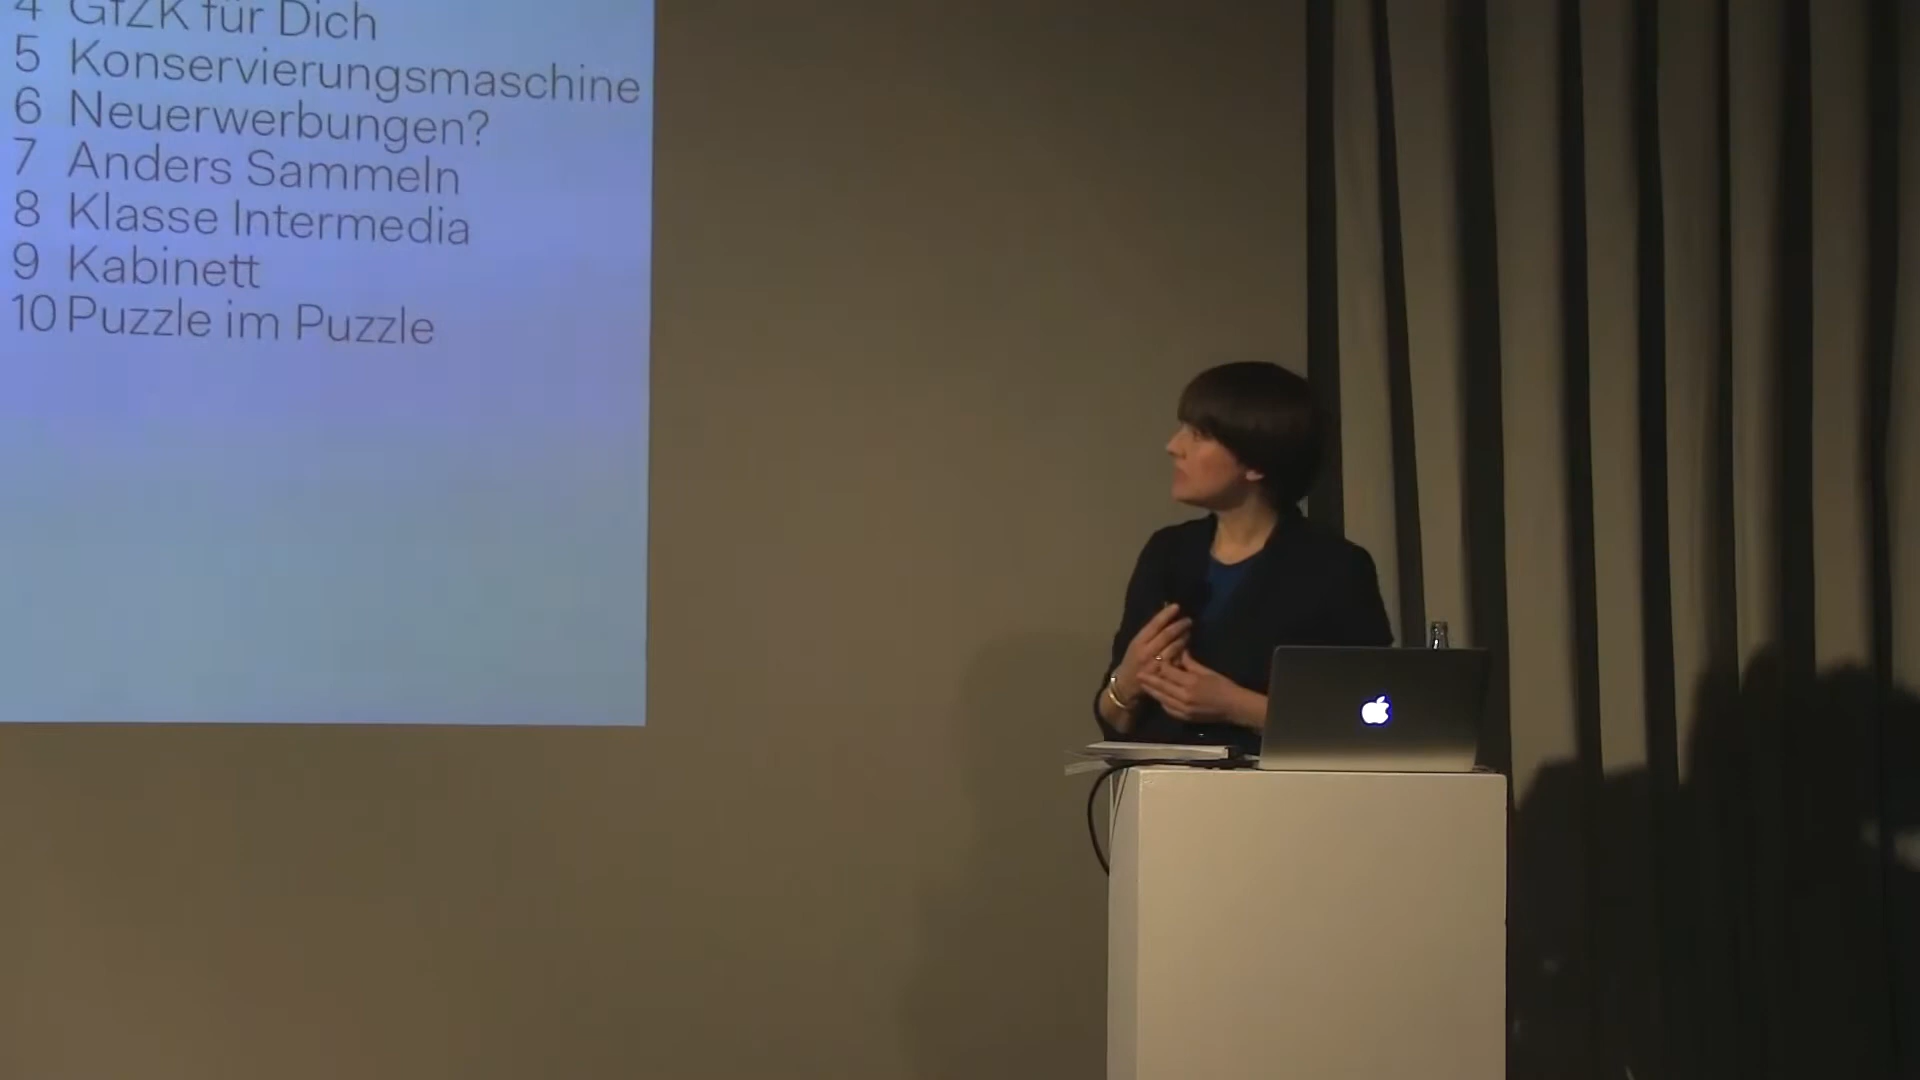 4 GfZK für Dich
5 Konservierungsmaschine
6 Neuerwerbungen?
7 Anders Sammeln
8 Klasse Intermedia
9 Kabinett
10 Puzzle im Puzzle